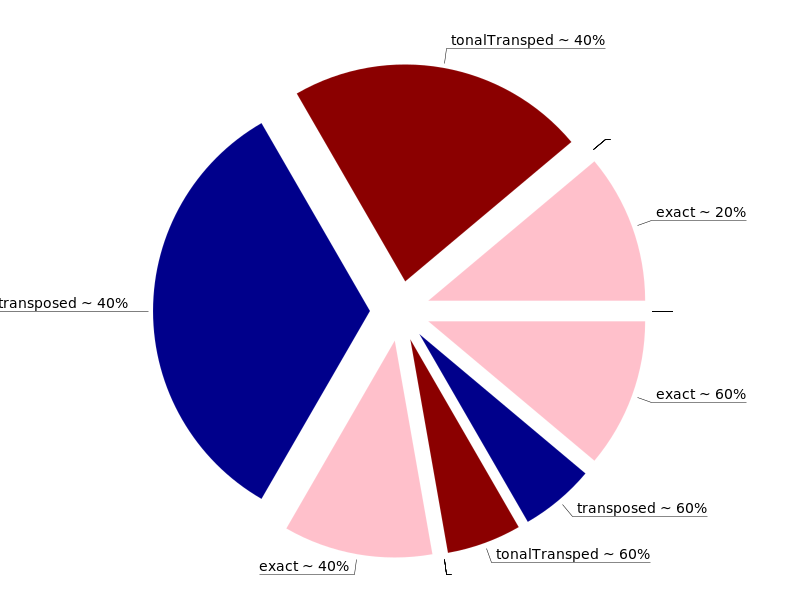 tonalTransped ~ 40%
exact ~ 20%
transposed ~ 40%
exact ~ 60%
transposed ~ 60%
tonalTransped ~ 60%
exact ~ 40%